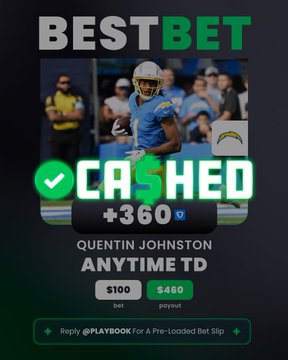 BESTBET
1
CA$HED
+360
QUENTIN JOHNSTON
ANYTIME TD
$100 $460
bet payout
Reply @PLAYBOOK For A Pre-Loaded Bet Slip